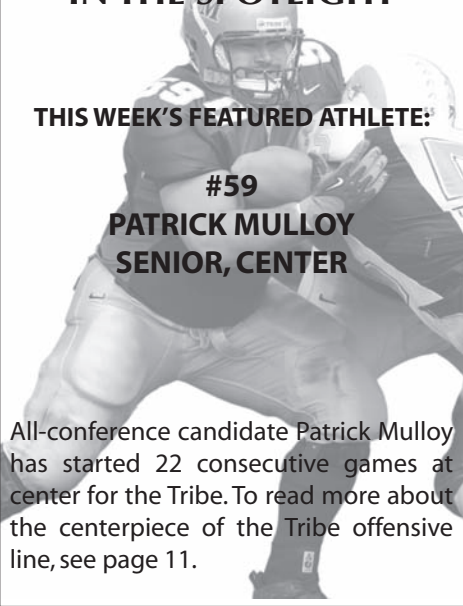 IN THE SPOTLIGHT
THIS WEEK'S FEATURED ATHLETE:
#59
PATRICK MULLOY
SENIOR, CENTER
All-conference candidate Patrick Mulloy
has started 22 consecutive games at
center for the Tribe. To read more about
the centerpiece of the Tribe offensive
line, see page 11.